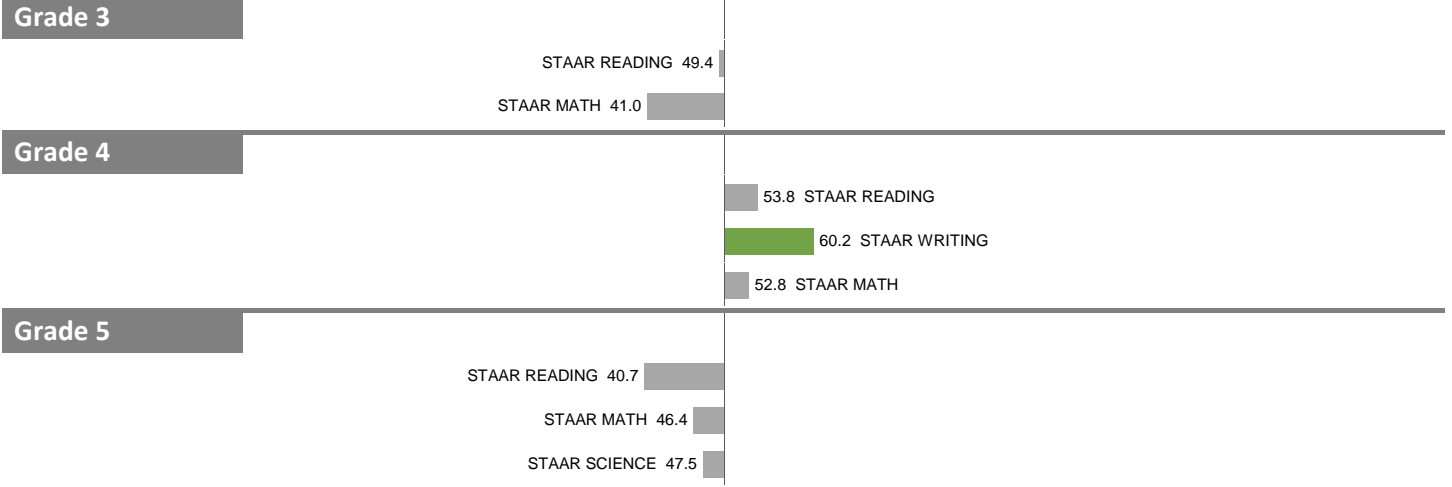 Grade 3
STAAR READING 49.4
STAAR MATH 41.0
Grade 4
53.8 STAAR READING
60.2 STAAR WRITING
52.8 STAAR MATH
Grade 5
STAAR READING 40.7
STAAR MATH 46.4
STAAR SCIENCE 47.5